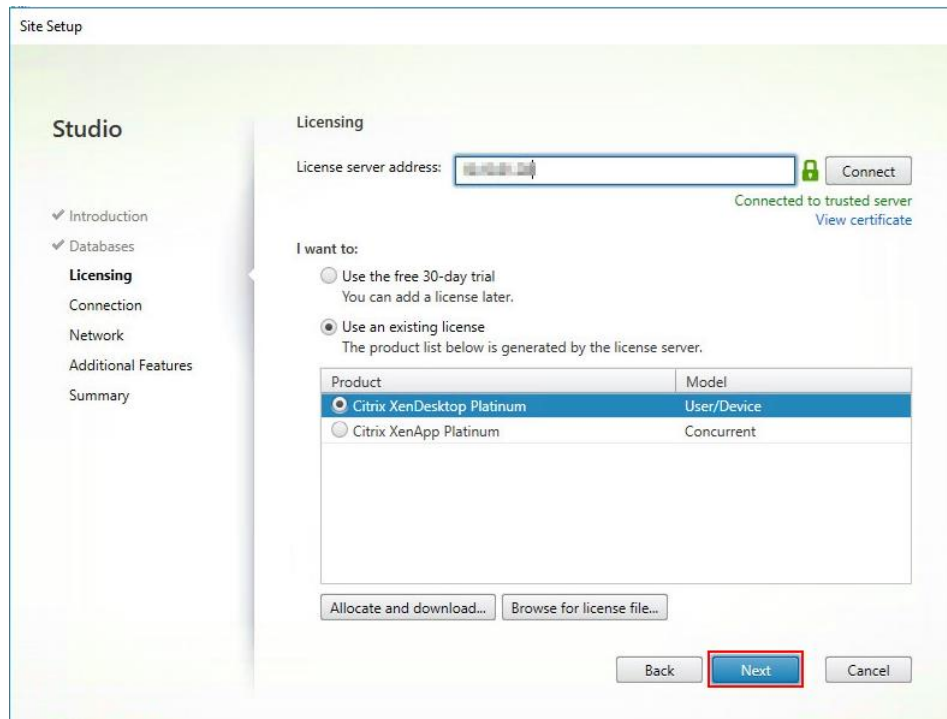 Site Setup
Studio
Introduction
Databases
Licensing
Connection
Network
Additional Features
Summary
Licensing
License server address:
Connect
Connected to trusted server
View certificate
I want to:
Use the free 30-day trial
You can add a license later.
Use an existing license
The product list below is generated by the license server.
Product Model
Citrix XenDesktop Platinum User/Device
Citrix XenApp Platinum Concurrent
Allocate and download... Browse for license file...
Back Next Cancel